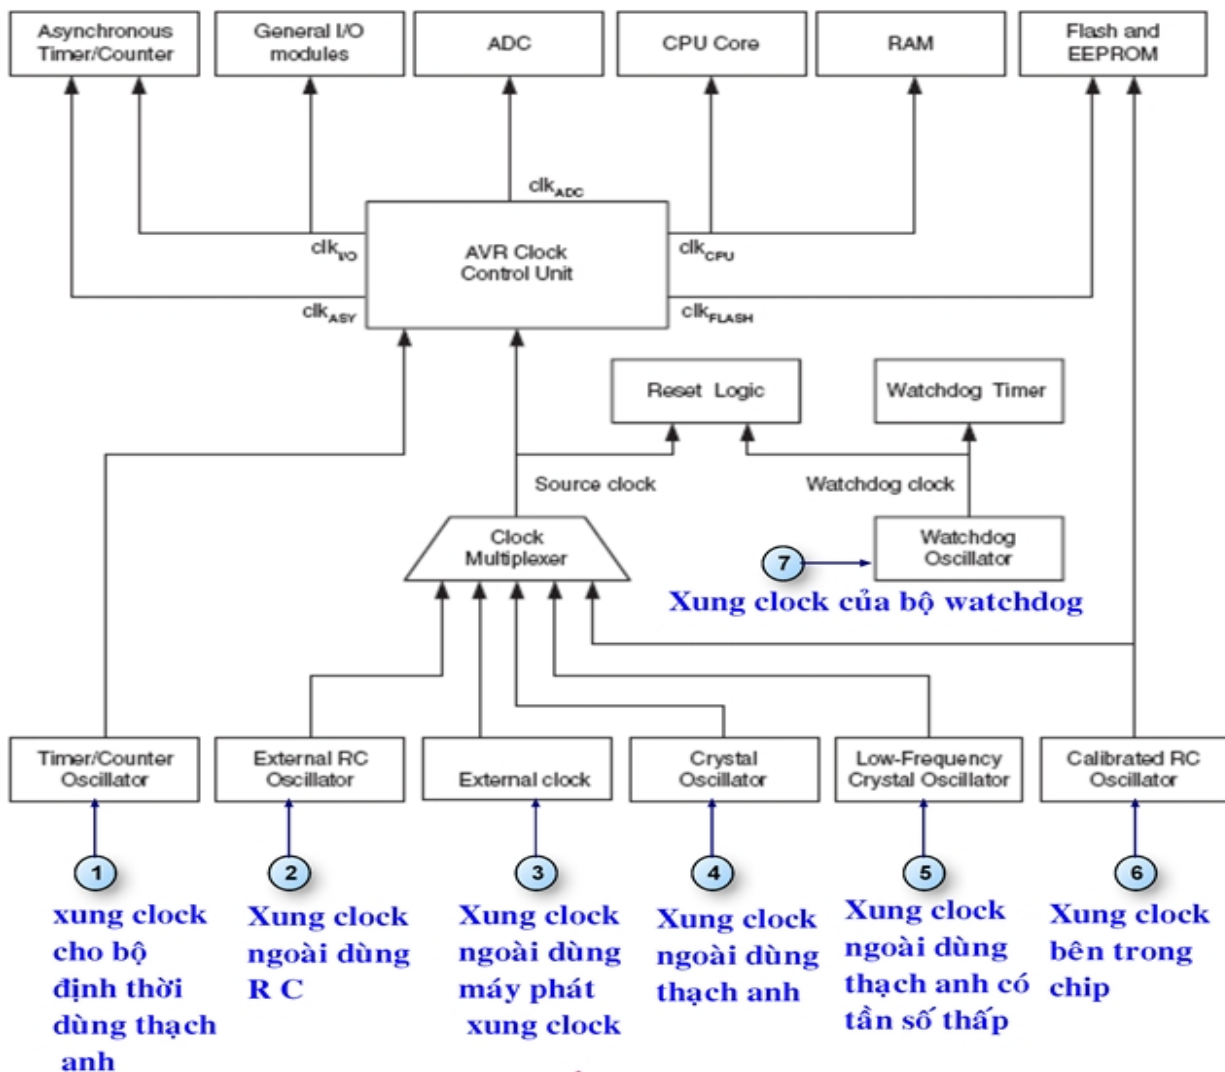 Asynchronous
Timer/Counter
General I/O
modules
ADC
CPU Core
RAM
Flash and
EEPROM
clkADC
AVR Clock
Control Unit
clkI/O
clkCPU
clkASY
clkFLASH
Reset Logic
Watchdog Timer
Source clock
Watchdog clock
Clock
Multiplexer
Watchdog
Oscillator
7
Xung clock của bộ watchdog
Timer/Counter
Oscillator
External RC
Oscillator
External clock
Crystal
Oscillator
Low-Frequency
Crystal Oscillator
Calibrated RC
Oscillator
1
2
3
4
5
6
xung clock
cho bộ
định thời
dùng thạch
anh
Xung clock
ngoài dùng
R C
Xung clock
ngoài dùng
máy phát
xung clock
Xung clock
ngoài dùng
thạch anh
Xung clock
ngoài dùng
thạch anh có
tần số thấp
Xung clock
bên trong
chip